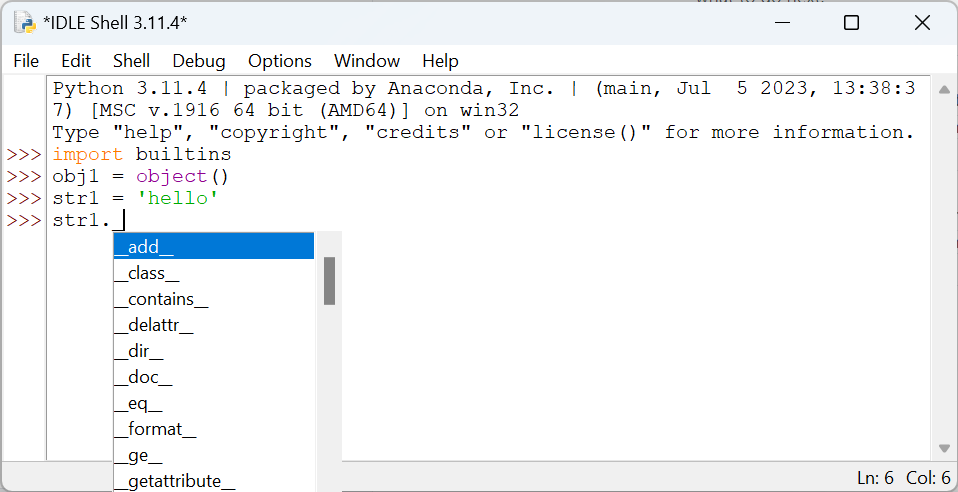 *IDLE Shell 3.11.4*
File Edit Shell Debug Options Window Help
Python 3.11.4 | packaged by Anaconda, Inc. | (main, Jul  5 2023, 13:38:3
7) [MSC v.1916 64 bit (AMD64)] on win32
Type "help", "copyright", "credits" or "license()" for more information.
>>> import builtins
>>> obj1 = object()
>>> str1 = 'hello'
>>> str1._
__add__
__class__
__contains__
__delattr__
__dir__
__doc__
__eq__
__format__
__ge__
__getattribute__
Ln: 6 Col: 6